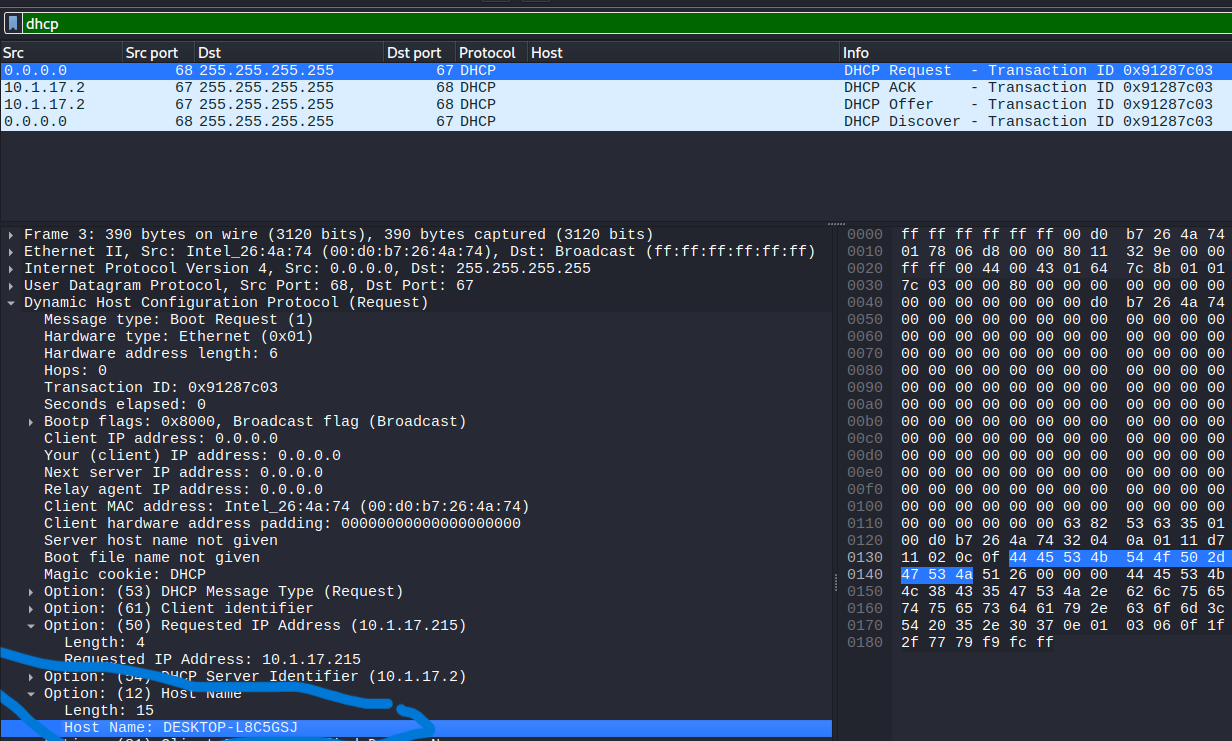 dhcp
Src Src port Dst Dst port Protocol Host Info
0.0.0.0 68 255.255.255.255 67 DHCP DHCP Request - Transaction ID 0x91287c03
10.1.17.2 67 255.255.255.255 68 DHCP DHCP ACK - Transaction ID 0x91287c03
10.1.17.2 67 255.255.255.255 68 DHCP DHCP Offer - Transaction ID 0x91287c03
0.0.0.0 68 255.255.255.255 67 DHCP DHCP Discover - Transaction ID 0x91287c03
Frame 3: 390 bytes on wire (3120 bits), 390 bytes captured (3120 bits)
Ethernet II, Src: Intel_26:4a:74 (00:d0:b7:26:4a:74), Dst: Broadcast (ff:ff:ff:ff:ff:ff)
Internet Protocol Version 4, Src: 0.0.0.0, Dst: 255.255.255.255
User Datagram Protocol, Src Port: 68, Dst Port: 67
Dynamic Host Configuration Protocol (Request)
Message type: Boot Request (1)
Hardware type: Ethernet (0x01)
Hardware address length: 6
Hops: 0
Transaction ID: 0x91287c03
Seconds elapsed: 0
Bootp flags: 0x8000, Broadcast flag (Broadcast)
Client IP address: 0.0.0.0
Your (client) IP address: 0.0.0.0
Next server IP address: 0.0.0.0
Relay agent IP address: 0.0.0.0
Client MAC address: Intel_26:4a:74 (00:d0:b7:26:4a:74)
Client hardware address padding: 00000000000000000000
Server host name not given
Boot file name not given
Magic cookie: DHCP
Option: (53) DHCP Message Type (Request)
Option: (61) Client identifier
Option: (50) Requested IP Address (10.1.17.215)
Length: 4
Requested IP Address: 10.1.17.215
Option: (54) DHCP Server Identifier (10.1.17.2)
Option: (12) Host Name
Length: 15
Host Name: DESKTOP-L8C5GSJ
0000 ff ff ff ff ff ff 00 d0 b7 26 4a 74
0010 01 78 06 d8 00 00 80 11 32 9e 00 00
0020 ff ff 00 44 00 43 01 64 7c 8b 01 01
0030 7c 03 00 00 80 00 00 00 00 00 00 00
0040 00 00 00 00 00 00 00 d0 b7 26 4a 74
0050 00 00 00 00 00 00 00 00 00 00 00 00
0060 00 00 00 00 00 00 00 00 00 00 00 00
0070 00 00 00 00 00 00 00 00 00 00 00 00
0080 00 00 00 00 00 00 00 00 00 00 00 00
0090 00 00 00 00 00 00 00 00 00 00 00 00
00a0 00 00 00 00 00 00 00 00 00 00 00 00
00b0 00 00 00 00 00 00 00 00 00 00 00 00
00c0 00 00 00 00 00 00 00 00 00 00 00 00
00d0 00 00 00 00 00 00 00 00 00 00 00 00
00e0 00 00 00 00 00 00 00 00 00 00 00 00
00f0 00 00 00 00 00 00 00 00 00 00 00 00
0100 00 00 00 00 00 00 00 00 00 00 00 00
0110 00 00 00 00 00 00 63 82 53 63 35 01
0120 00 d0 b7 26 4a 74 32 04 0a 01 11 d7
0130 11 02 0c 0f 44 45 53 4b 54 4f 50 2d
0140 47 53 4a 51 26 00 00 00 44 45 53 4b
0150 4c 38 43 35 47 53 4a 2e 62 6c 75 65
0160 74 75 65 73 64 61 79 2e 63 6f 6d 3c
0170 54 20 35 2e 30 37 0e 01 03 06 0f 1f
0180 2f 77 79 f9 fc ff